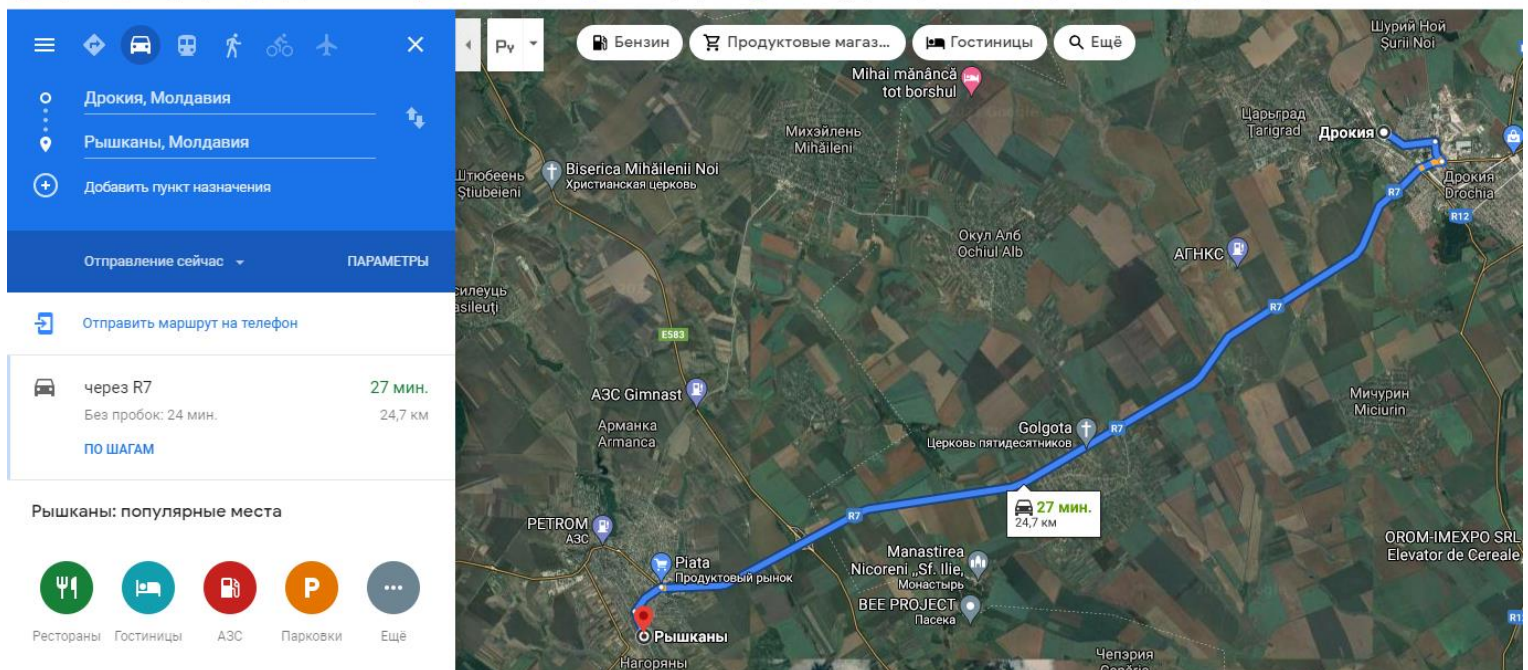 Дрокия, Молдавия
Рышканы, Молдавия
Добавить пункт назначения
Отправление сейчас
ПАРАМЕТРЫ
Отправить маршрут на телефон
через R7
27 мин.
Без пробок: 24 мин.
24,7 км
ПО ШАГАМ
Рышканы: популярные места
Рестораны
Гостиницы
АЗС
Парковки
Ещё
Ру
Бензин
Продуктовые магаз...
Гостиницы
Ещё
Шурий Ной
Şurii Noi
Mihai mănâncă
tot borshul
Царьград
Țarigrad
Дрокия
Михэйлень
Mihăileni
Biserica Mihăilenii Noi
Христианская церковь
Штюбеень
Știubeieni
Дрокия
Drochia
R7
R12
Окул Алб
Ochiul Alb
АГНКС
силеуць
asileuți
R7
E583
АЗС Gimnast
Мичурин
Miciurin
Арманка
Armanca
Golgota
Церковь пятидесятников
R7
27 мин.
24,7 км
R7
PETROM
АЗС
OROM-IMEXPO SRL
Elevator de Cereale
Manastirea
Nicoreni „Sf. Ilie,
Монастырь
Piata
Продуктовый рынок
BEE PROJECT
Пасека
Рышканы
Нагоряны
Чепэрия